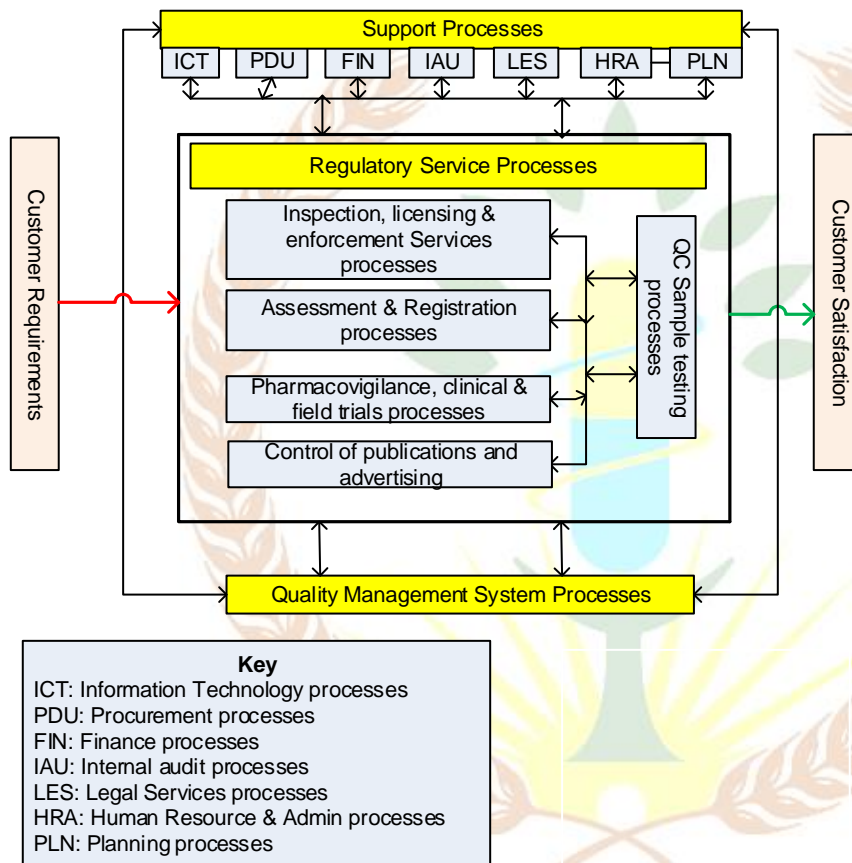 Support Processes
ICT
PDU
FIN
IAU
LES
HRA
PLN
Customer Requirements
Regulatory Service Processes
Inspection, licensing &
enforcement Services
processes
Assessment & Registration
processes
Pharmacovigilance, clinical &
field trials processes
Control of publications and
advertising
QC Sample testing
processes
Customer Satisfaction
Quality Management System Processes
Key
ICT: Information Technology processes
PDU: Procurement processes
FIN: Finance processes
IAU: Internal audit processes
LES: Legal Services processes
HRA: Human Resource & Admin processes
PLN: Planning processes